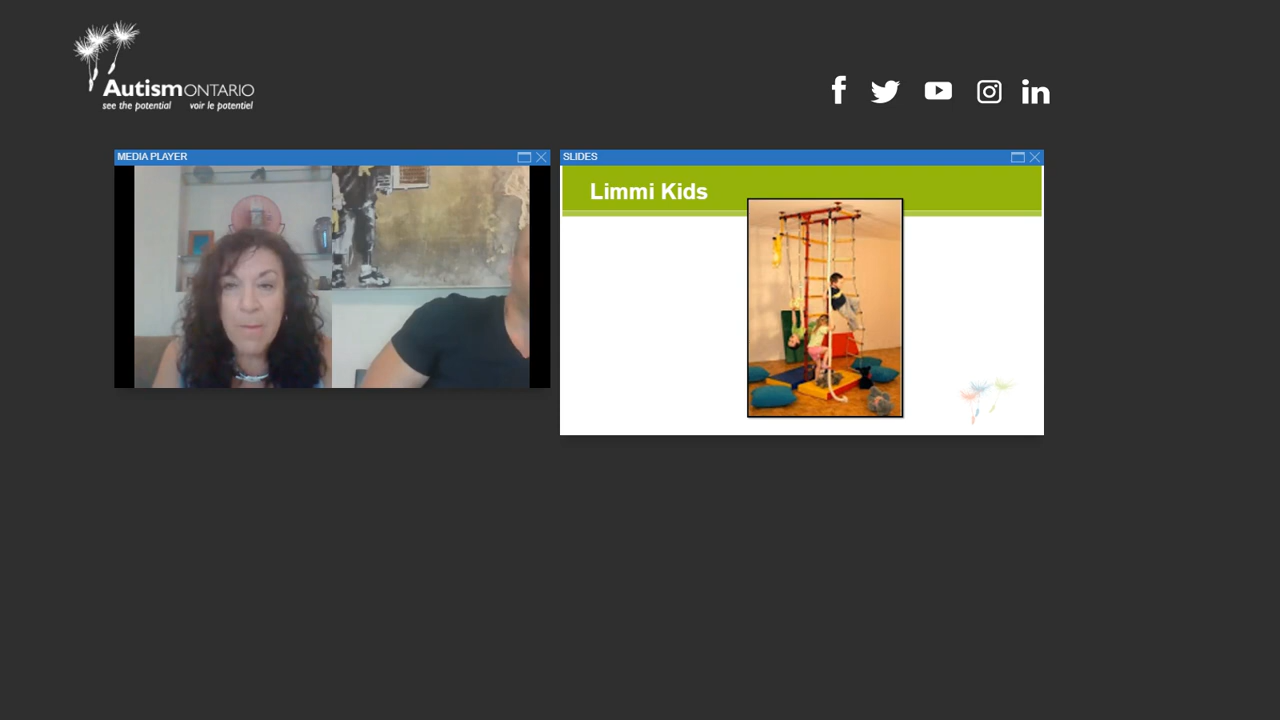 Autism ONTARIO
see the potential voir le potentiel
MEDIA PLAYER
SLIDES
Limmi Kids